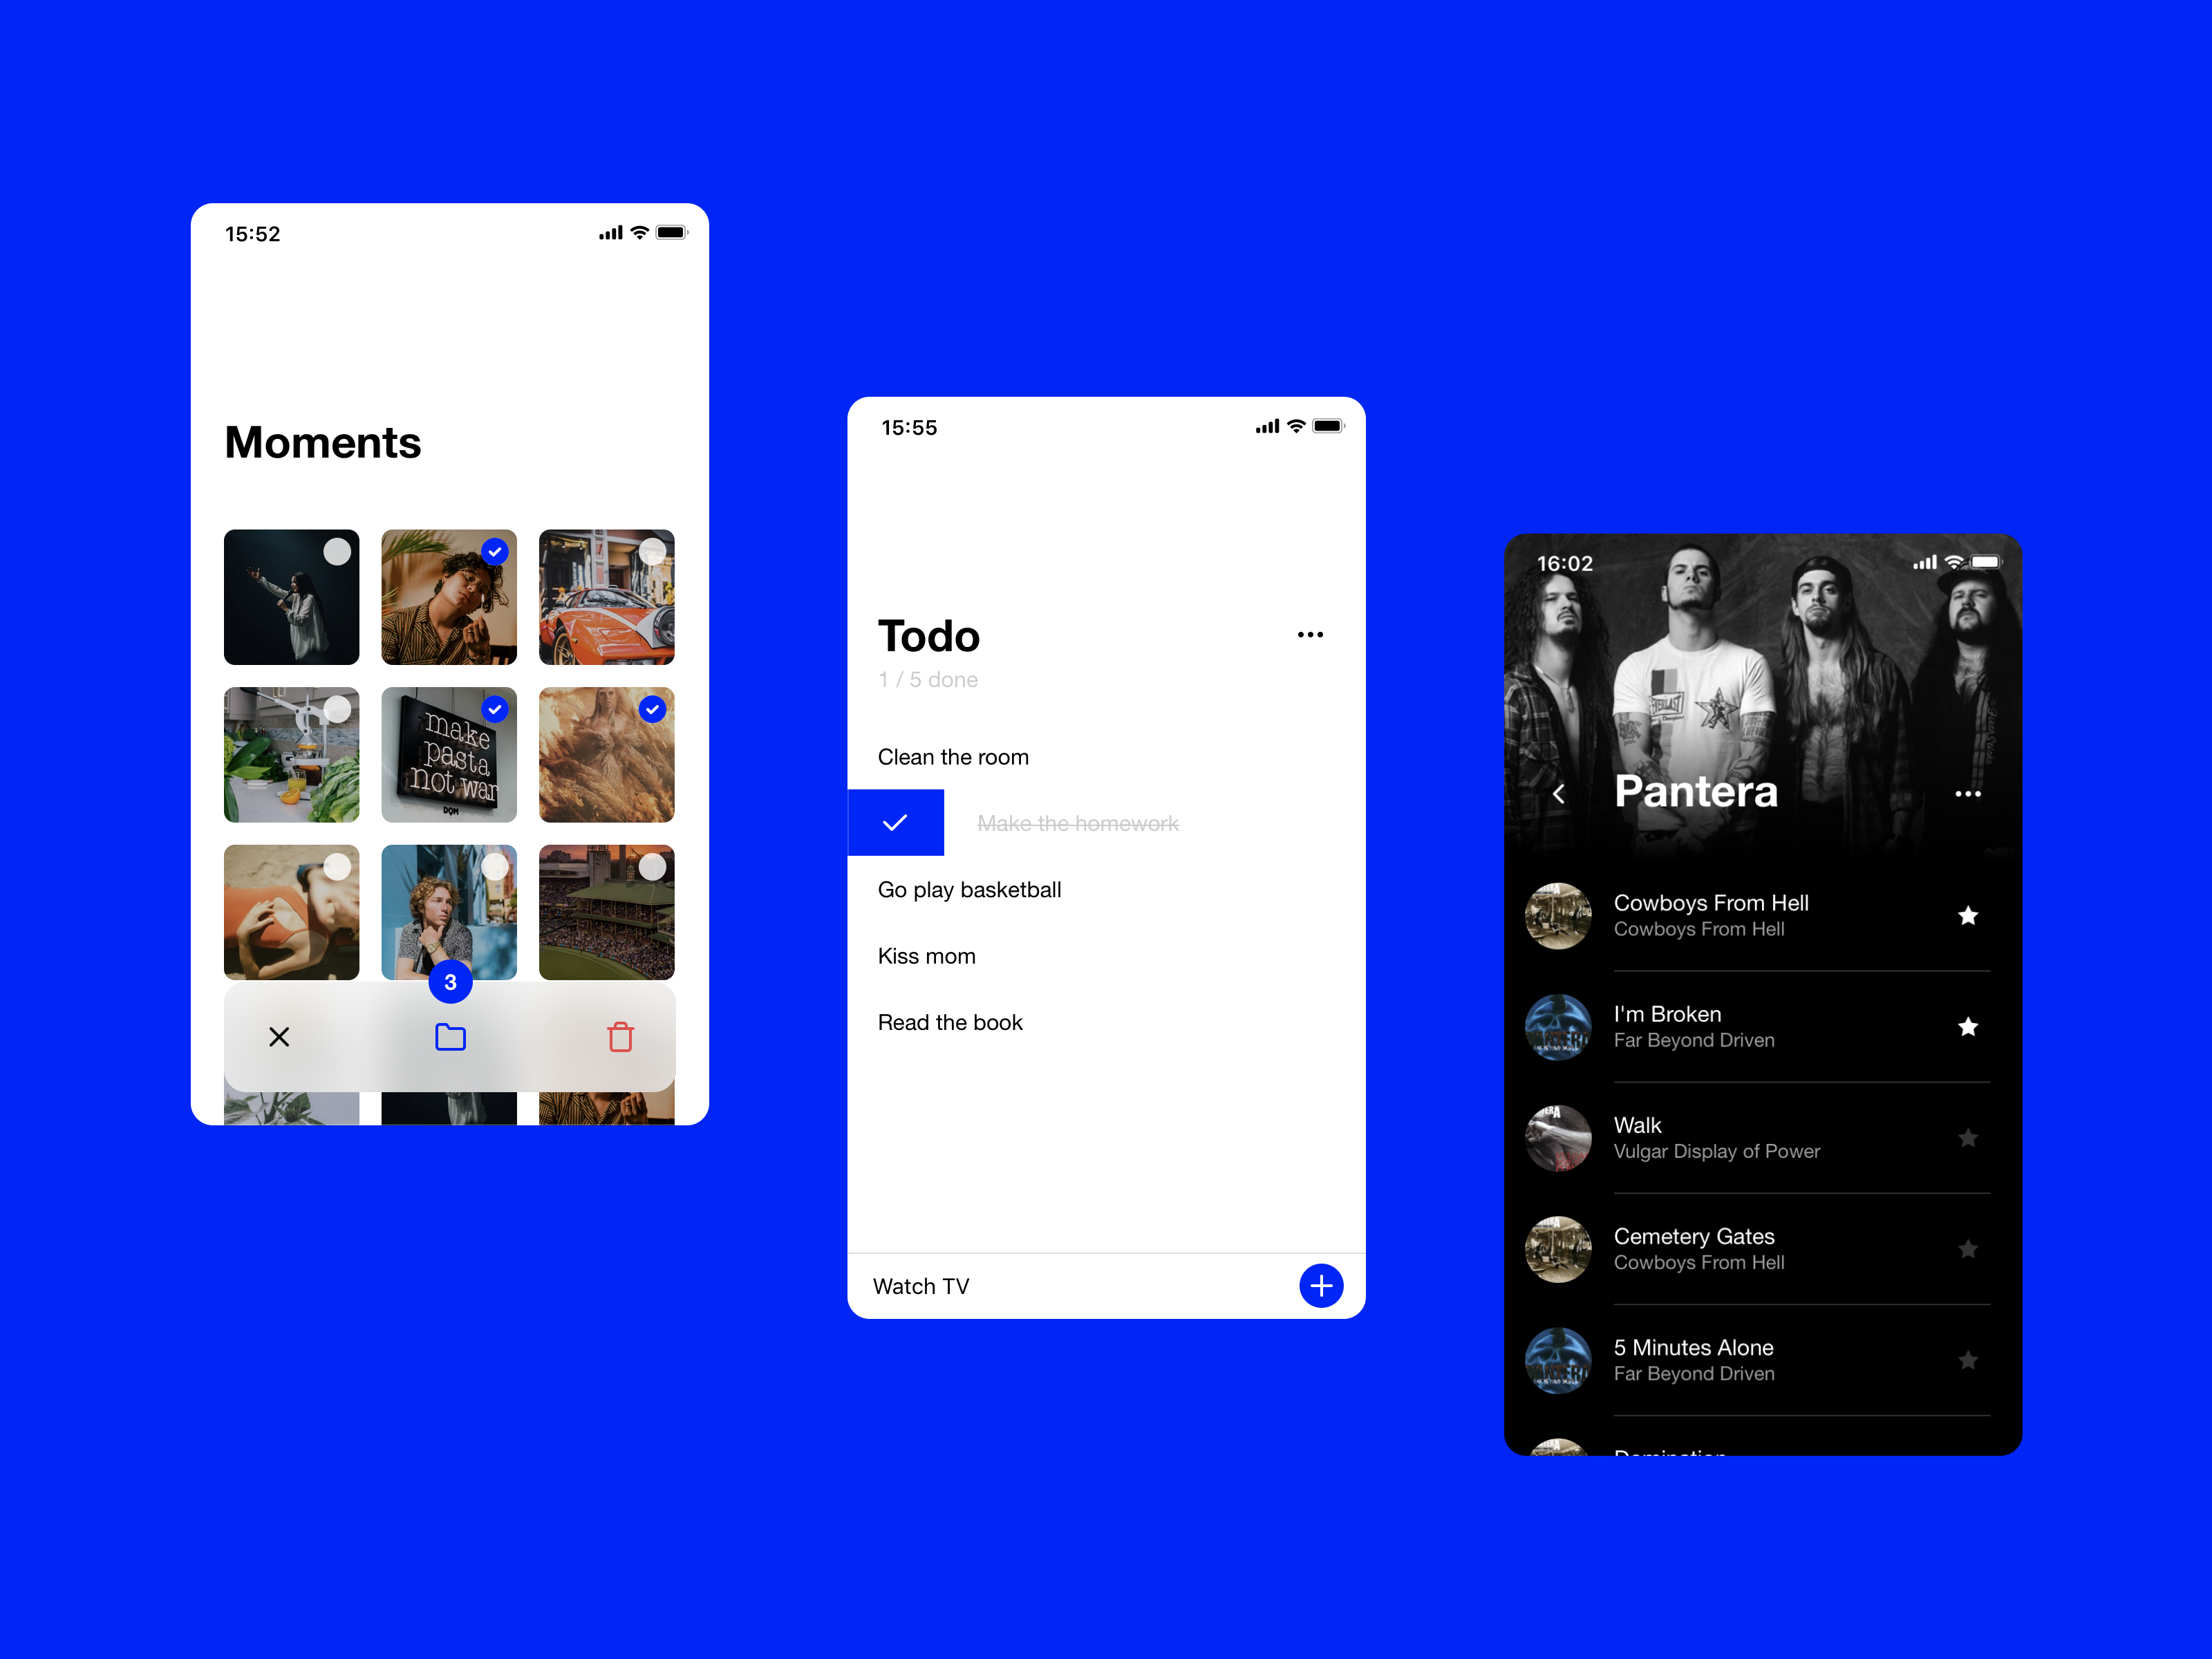 15:52
Moments
make
pasta
not war
DOM
3
15:55
Todo
1 / 5 done
Clean the room
Make the homework
Go play basketball
Kiss mom
Read the book
Watch TV
16:02
EVERLAST
Pantera
Cowboys From Hell
Cowboys From Hell
I'm Broken
Far Beyond Driven
Walk
Vulgar Display of Power
Cemetery Gates
Cowboys From Hell
5 Minutes Alone
Far Beyond Driven
Domination